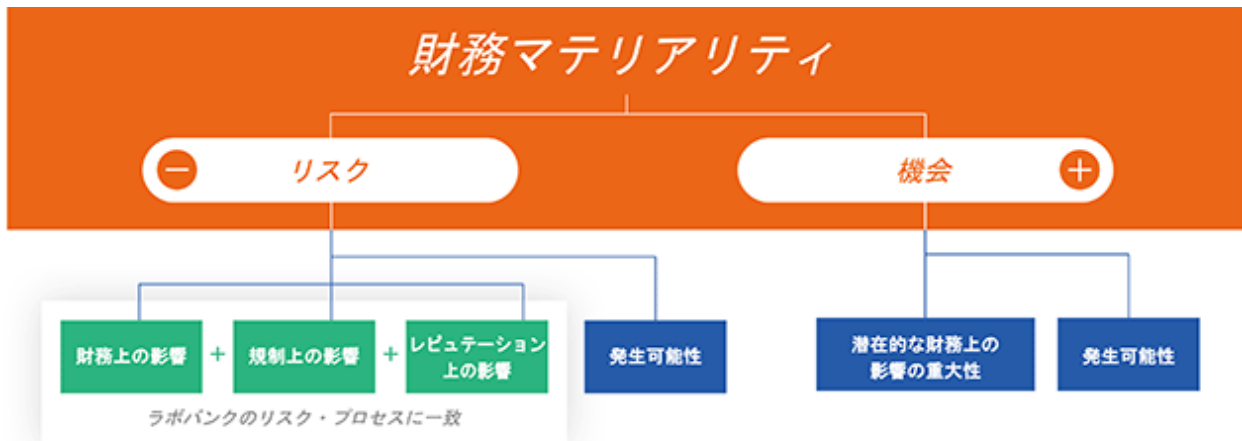 財務マテリアリティ
リスク
機会
財務上の影響
+
規制上の影響
+
レピュテーション
上の影響
発生可能性
潜在的な財務上の
影響の重大性
発生可能性
ラボバンクのリスク・プロセスに一致